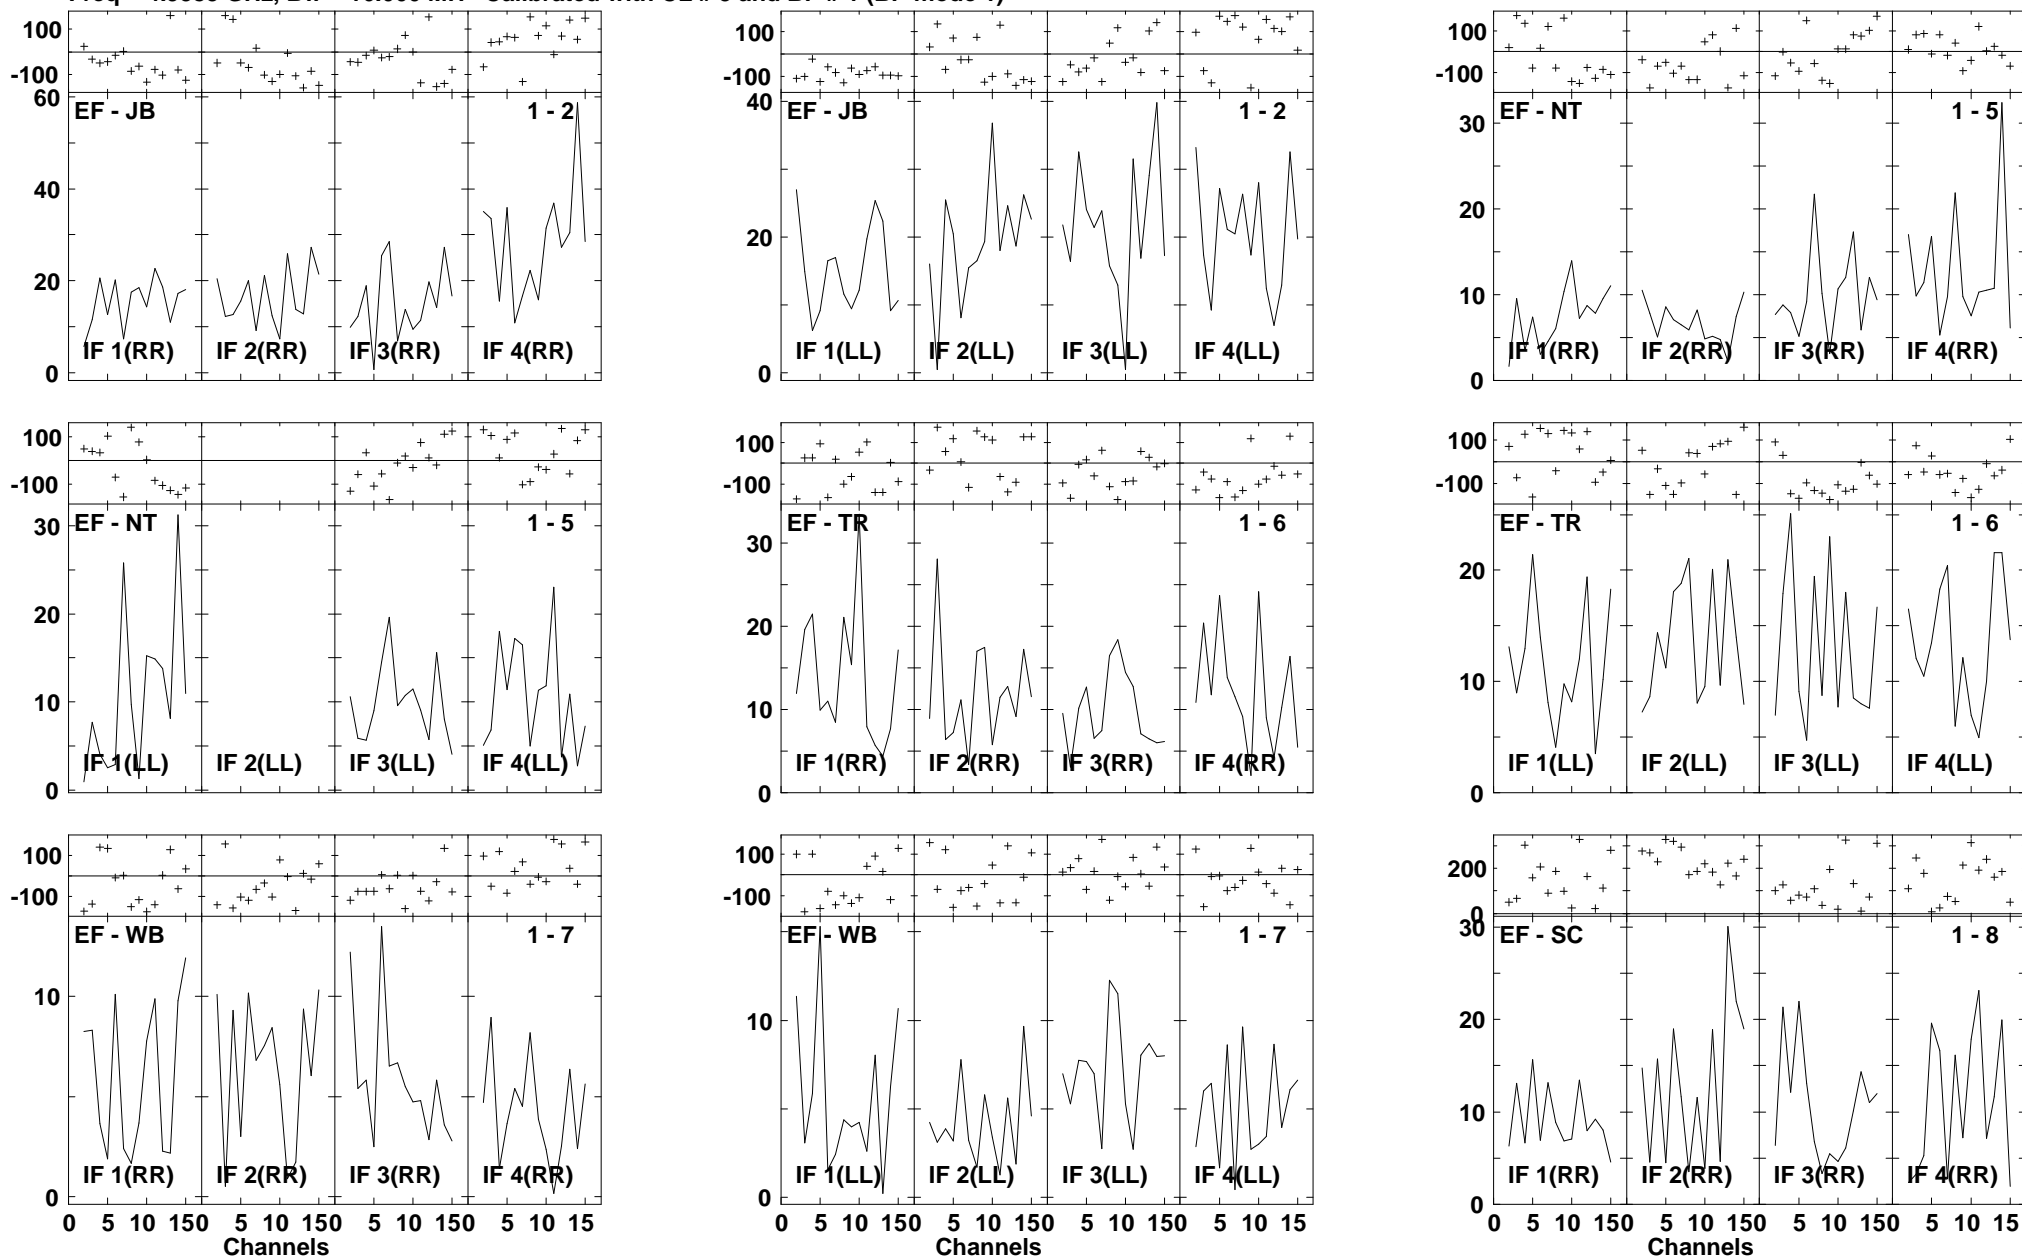 100
-100
60
40
20
0
EF - JB
1 - 2
IF 1(RR)
IF 2(RR)
IF 3(RR)
IF 4(RR)
100
-100
40
20
0
EF - JB
1 - 2
IF 1(LL)
IF 2(LL)
IF 3(LL)
IF 4(LL)
100
-100
30
20
10
0
EF - NT
1 - 5
IF 1(RR)
IF 2(RR)
IF 3(RR)
IF 4(RR)
100
-100
30
20
10
0
EF - NT
1 - 5
IF 1(LL)
IF 2(LL)
IF 3(LL)
IF 4(LL)
100
-100
30
20
10
0
EF - TR
1 - 6
IF 1(RR)
IF 2(RR)
IF 3(RR)
IF 4(RR)
100
-100
20
10
0
EF - TR
1 - 6
IF 1(LL)
IF 2(LL)
IF 3(LL)
IF 4(LL)
100
-100
10
0
EF - WB
1 - 7
IF 1(RR)
IF 2(RR)
IF 3(RR)
IF 4(RR)
0 5 10 150 5 10 150 5 10 150 5 10 15
Channels
100
-100
10
0
EF - WB
1 - 7
IF 1(LL)
IF 2(LL)
IF 3(LL)
IF 4(LL)
0 5 10 150 5 10 150 5 10 150 5 10 15
Channels
200
0
30
20
10
0
EF - SC
1 - 8
IF 1(RR)
IF 2(RR)
IF 3(RR)
IF 4(RR)
0 5 10 150 5 10 150 5 10 150 5 10 15
Channels